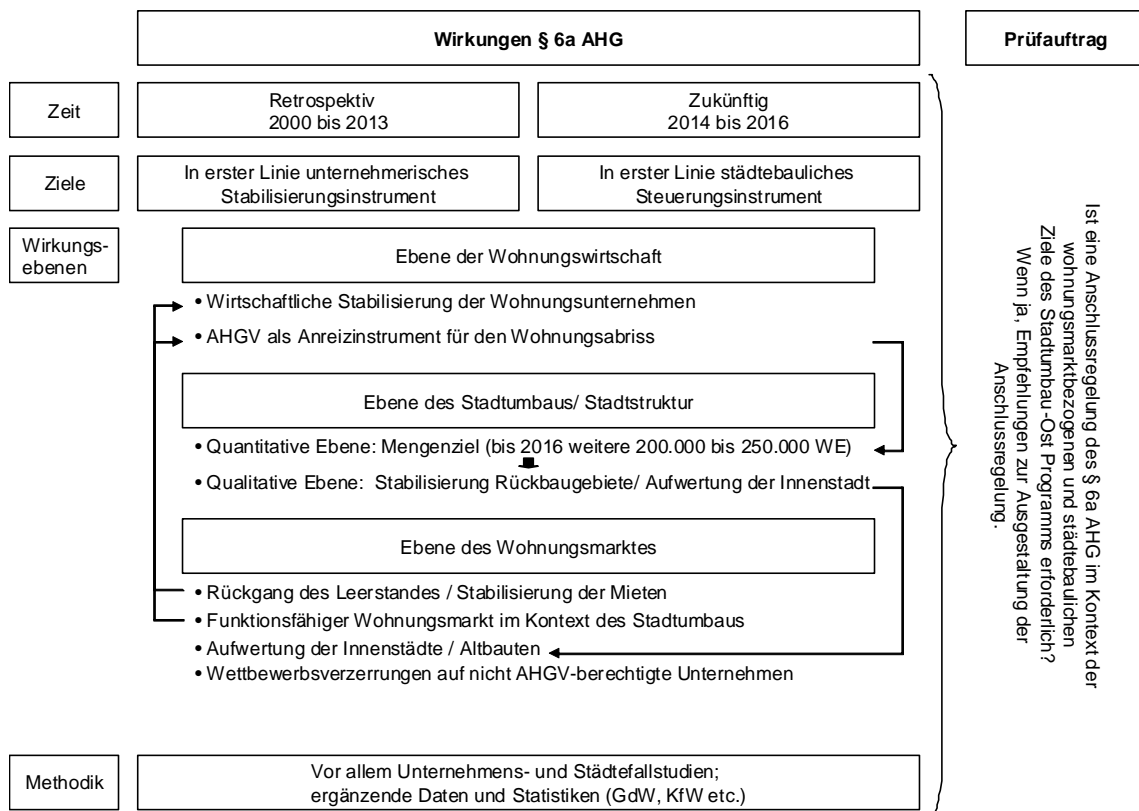 Wirkungen § 6a AHG
Prüfauftrag
Zeit
Retrospektiv
2000 bis 2013
Zukünftig
2014 bis 2016
Ziele
In erster Linie unternehmerisches
Stabilisierungsinstrument
In erster Linie städtebauliches
Steuerungsinstrument
Wirkungs-
ebenen
Ebene der Wohnungswirtschaft
• Wirtschaftliche Stabilisierung der Wohnungsunternehmen
• AHGV als Anreizinstrument für den Wohnungsabriss
Ebene des Stadtumbaus/ Stadtstruktur
• Quantitative Ebene: Mengenziel (bis 2016 weitere 200.000 bis 250.000 WE)
• Qualitative Ebene: Stabilisierung Rückbaugebiete/ Aufwertung der Innenstadt
Ebene des Wohnungsmarktes
• Rückgang des Leerstandes / Stabilisierung der Mieten
• Funktionsfähiger Wohnungsmarkt im Kontext des Stadtumbaus
• Aufwertung der Innenstädte / Altbauten
• Wettbewerbsverzerrungen auf nicht AHGV-berechtigte Unternehmen
Methodik
Vor allem Unternehmens- und Städtefallstudien;
ergänzende Daten und Statistiken (GdW, KfW etc.)
Ist eine Anschlussregelung des § 6a AHG im Kontext der
wohnungsmarktbezogenen und städtebaulichen
Ziele des Stadtumbau-Ost Programms erforderlich?
Wenn ja, Empfehlungen zur Ausgestaltung der
Anschlussregelung.